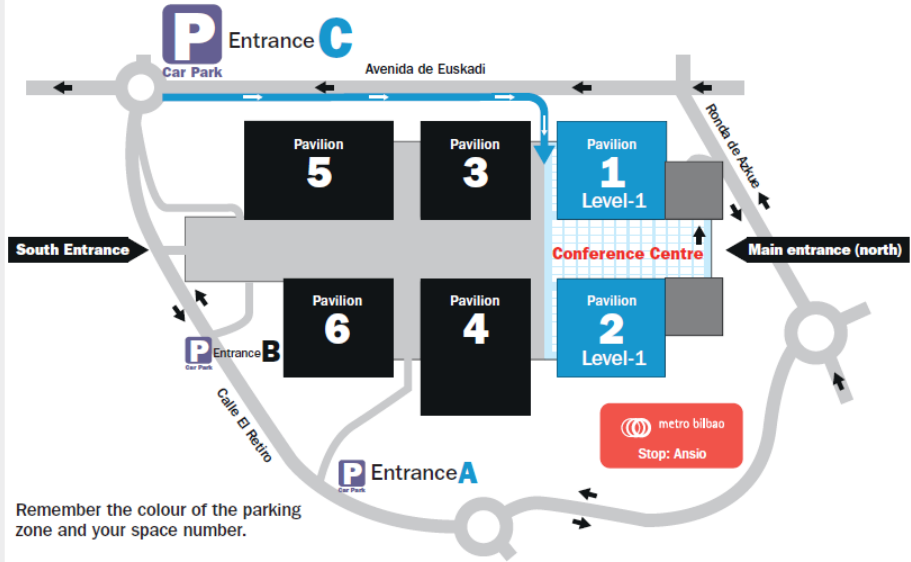 P
Car Park
Entrance C
Avenida de Euskadi
Ronda de Azkue
Pavilion
5
Pavilion
3
Pavilion
1
Level-1
South Entrance
Conference Centre
Main entrance (north)
Pavilion
6
Pavilion
4
Pavilion
2
Level-1
P
Car Park
Entrance B
Calle El Retiro
metro bilbao
Stop: Ansio
P
Car Park
Entrance A
Remember the colour of the parking
zone and your space number.